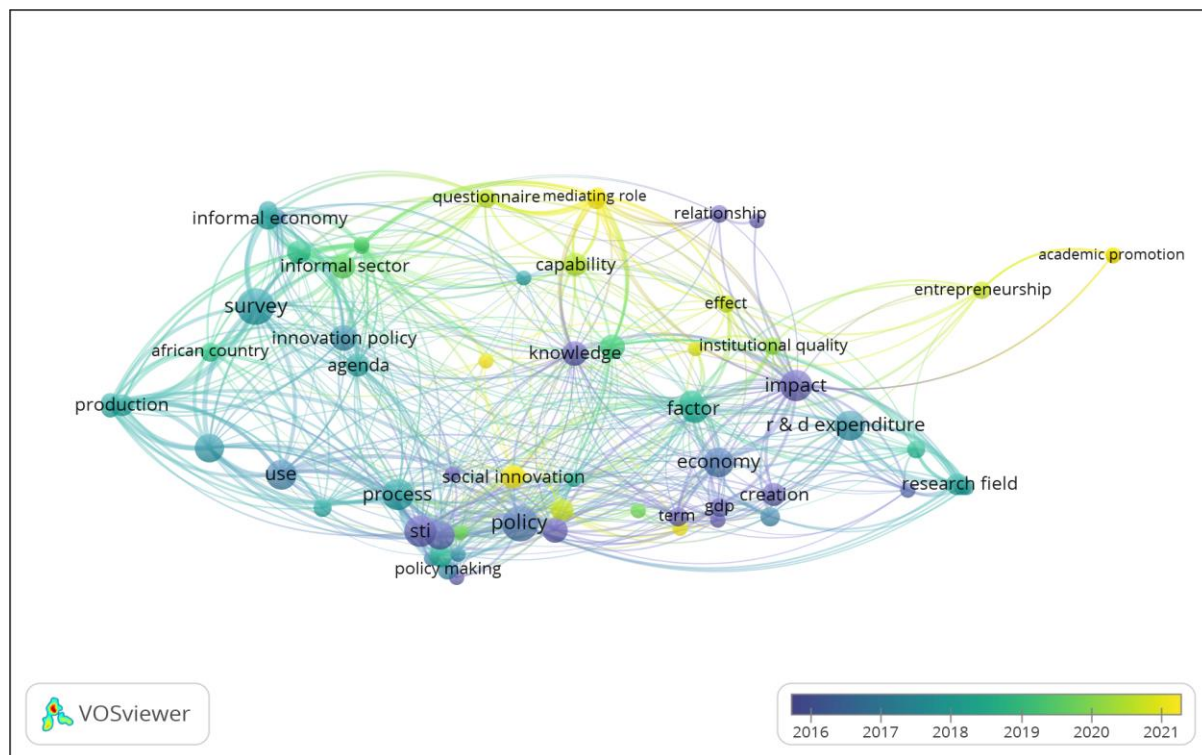 questionnaire
mediating role
informal economy
relationship
academic promotion
informal sector
capability
entrepreneurship
survey
effect
innovation policy
african country
knowledge
institutional quality
agenda
impact
production
factor
r & d expenditure
economy
use
social innovation
research field
process
creation
gdp
term
policy
sti
policy making
VOSviewer
2016 2017 2018 2019 2020 2021